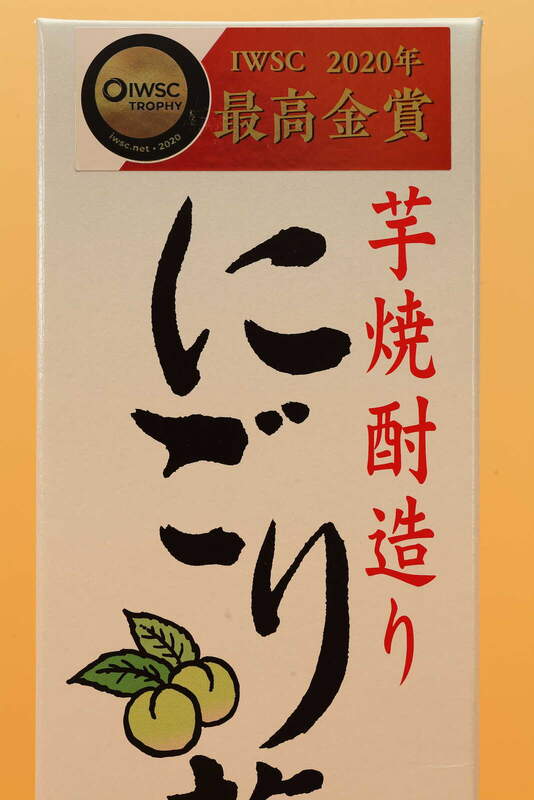 IWSC
TROPHY
iwsc.net • 2020
IWSC 2020年
最高金賞
芋焼酎造り
にごり